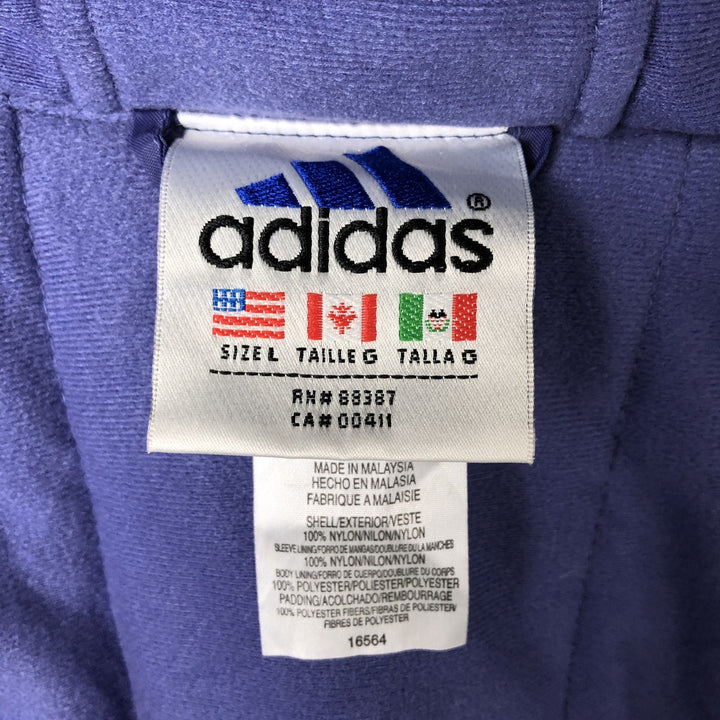 adidas®
SIZE L TAILLE G TALLA G
RN# 88387
CA# 00411
MADE IN MALAYSIA
HECHO EN MALASIA
FABRIQUE A MALAISIE
SHELL/EXTERIOR/VESTE
100% NYLON/NILON/NYLON
SLEEVE LINING/FORRO DE MANGAS/DOUBLURE DU LA MANCHES
100% NYLON/NILON/NYLON
BODY LINING/FORRO DE CUERPO/DOUBLURE DU CORPS
100% POLYESTER/POLIESTER/POLYESTER
PADDING/ACOLCHADO/REMBOURRAGE
100% POLYESTER FIBERS/FIBRAS DE POLIESTER/
FIBRES DE POLYESTER
16564